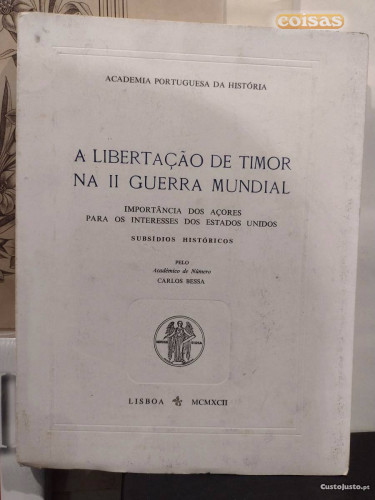 coisas
ACADEMIA PORTUGUESA DA HISTÓRIA
A LIBERTAÇÃO DE TIMOR
NA II GUERRA MUNDIAL
IMPORTÂNCIA DOS AÇORES
PARA OS INTERESSES DOS ESTADOS UNIDOS
SUBSÍDIOS HISTÓRICOS
PELO
Académico de Número
CARLOS BESSA
LISBOA MCMXCII
CustoJusto.pt